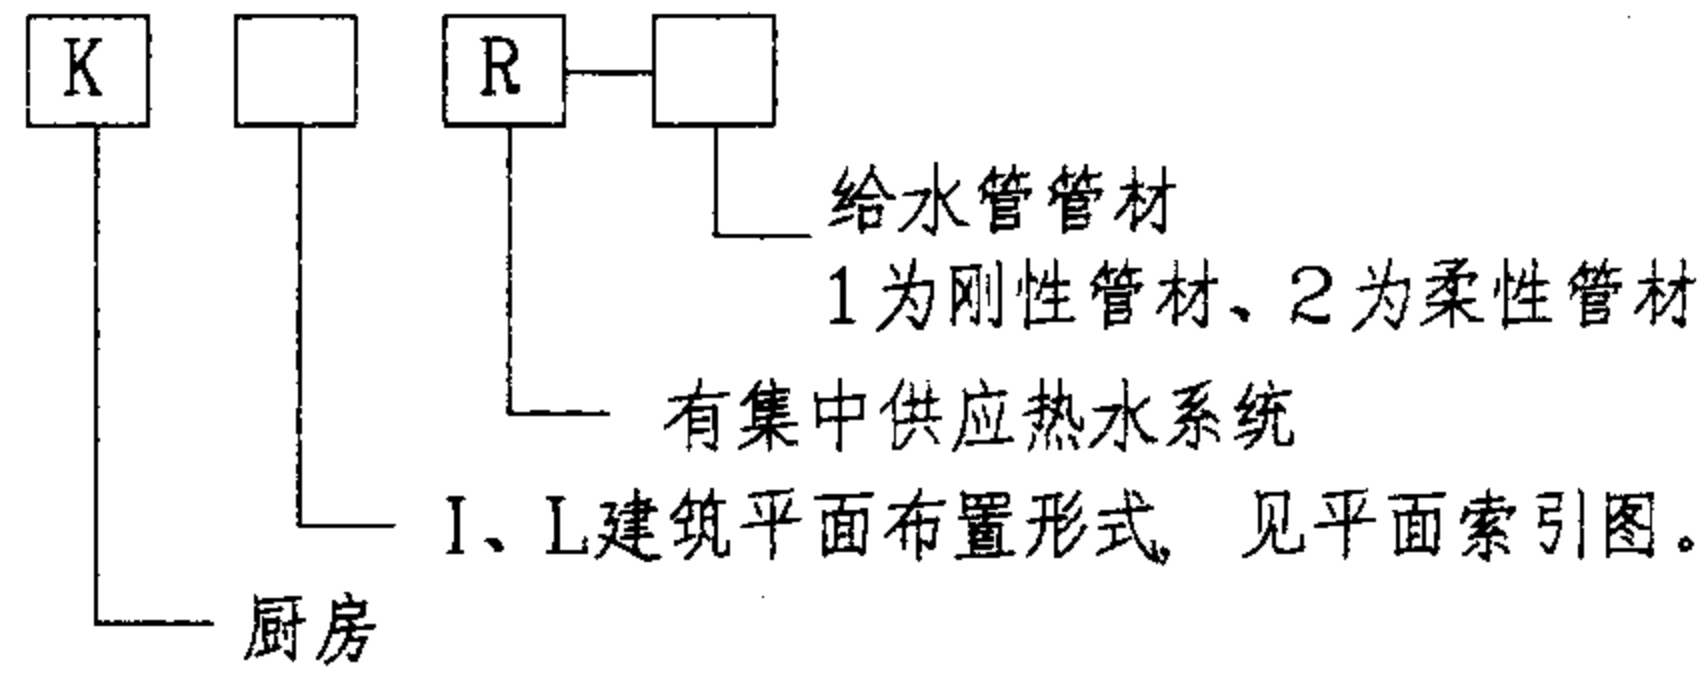 K R
给水管管材
1为刚性管材、2为柔性管材
有集中供应热水系统
I、L建筑平面布置形式, 见平面索引图。
厨房